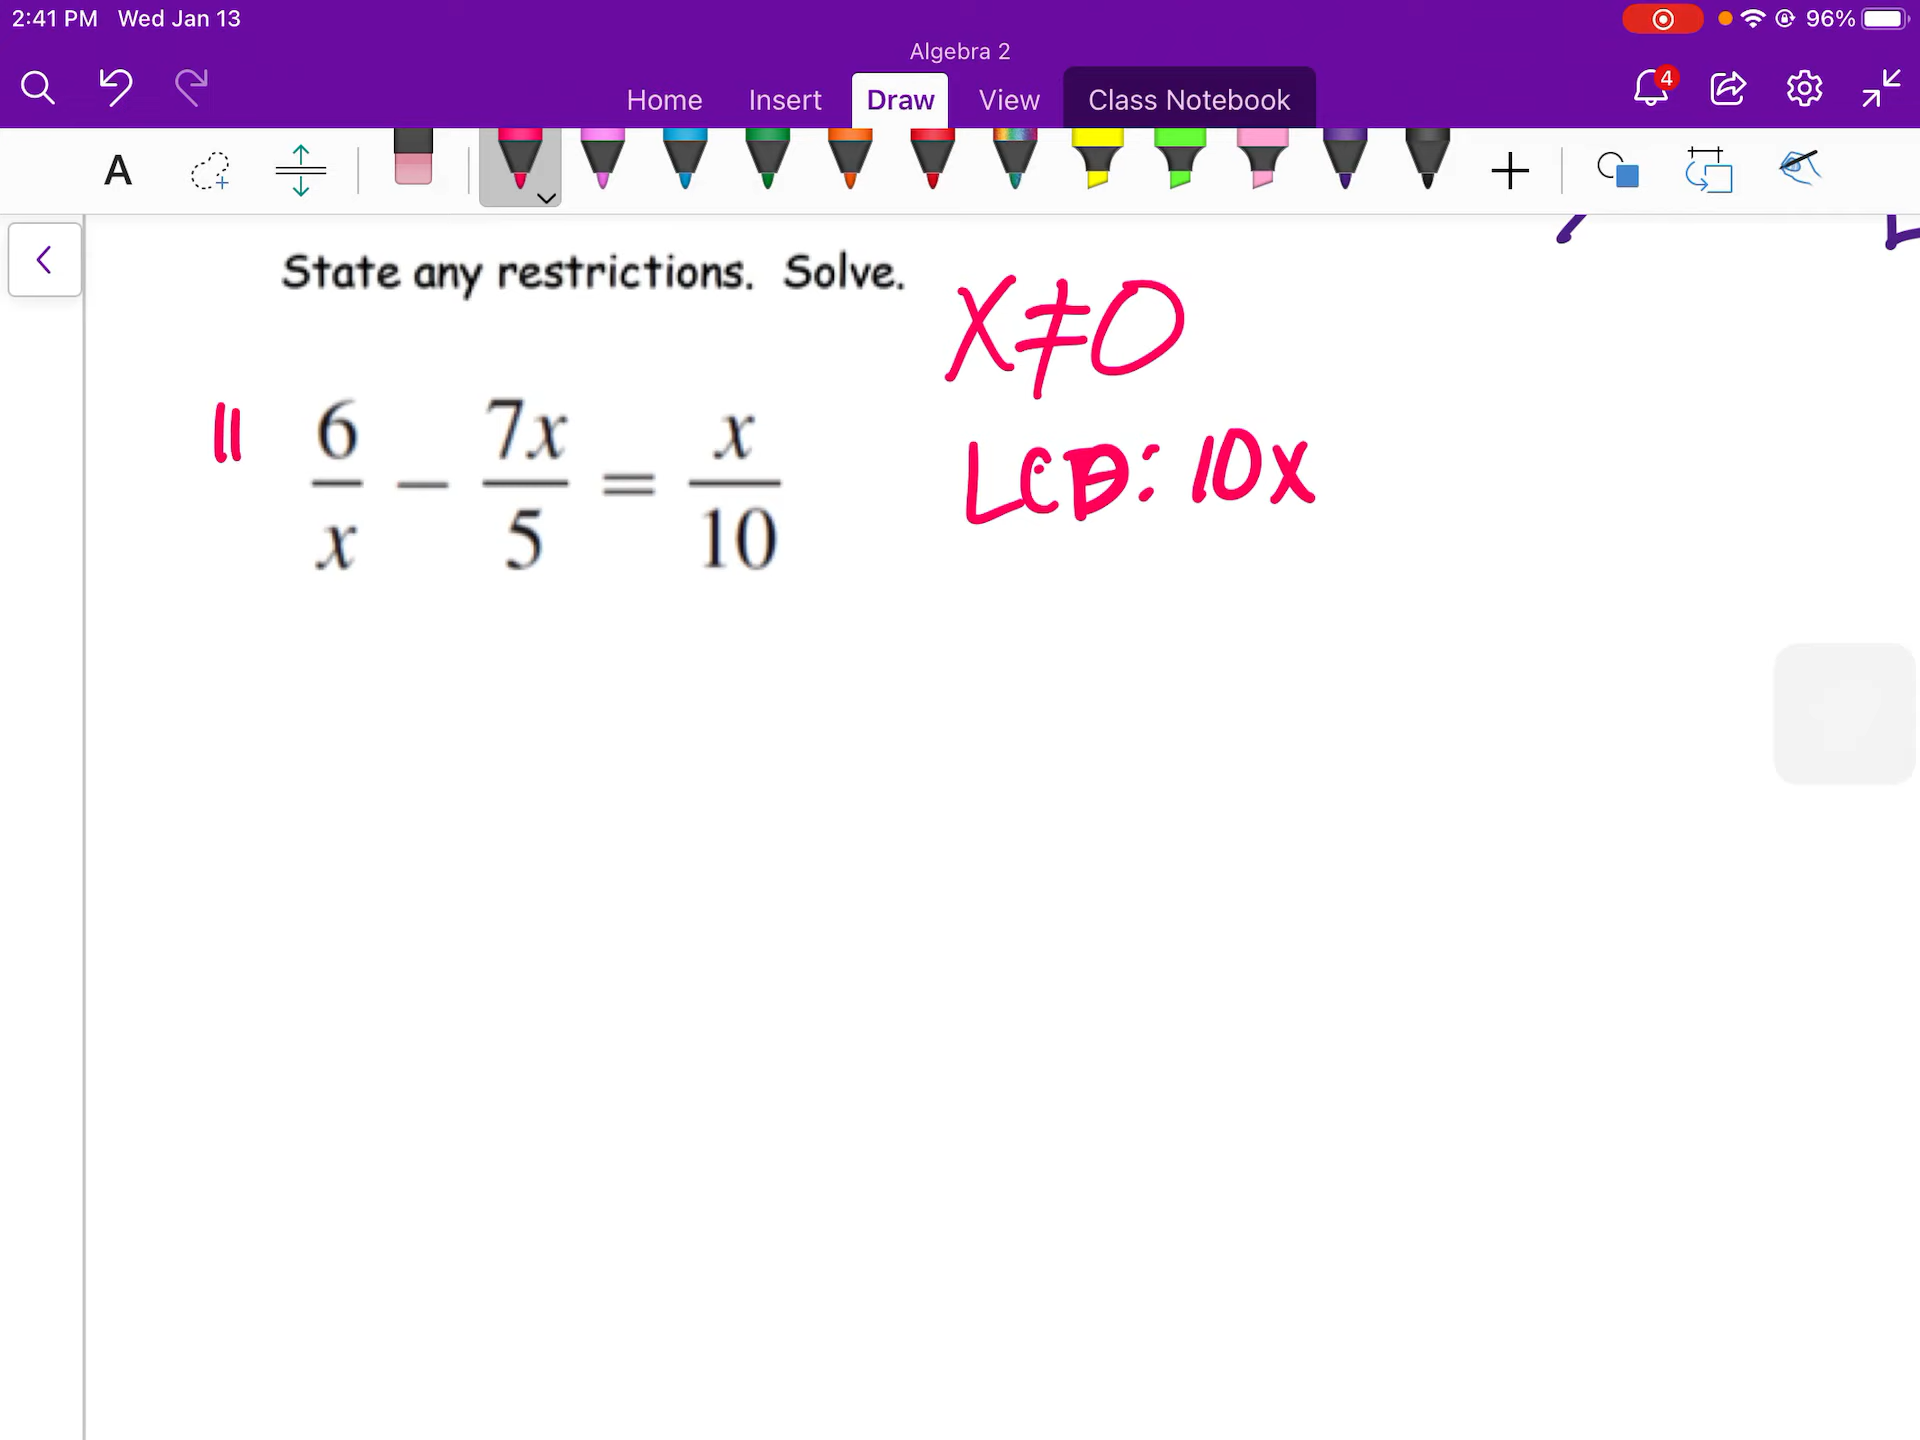 2:41 PM Wed Jan 13
96%
Algebra 2
Home Insert Draw View Class Notebook
4
A
State any restrictions. Solve.
X≠0
11 6/x − 7x/5 = x/10
LCD: 10x